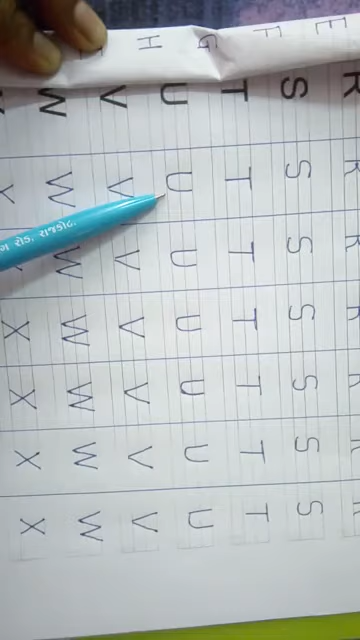 E
F
G
H
R R R R R R R
S S S S S S S
T T T T T T T
U U U U U U U
V V V V V V V
W W W W W W W
X X X X
રોડ, રાજકોટ.